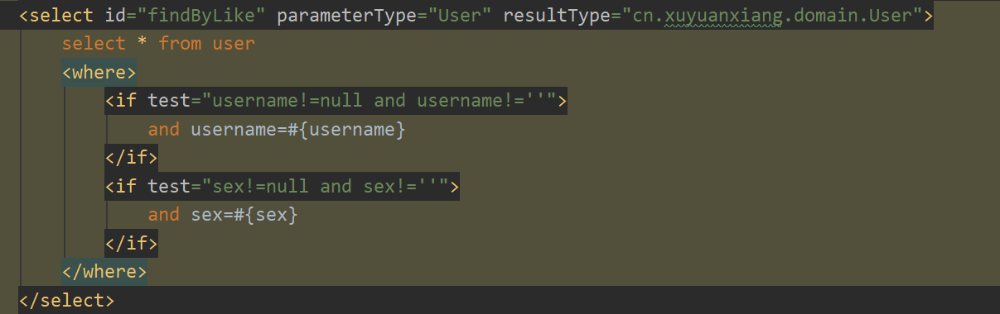 <select id="findByLike" parameterType="User" resultType="cn.xuyuanxiang.domain.User">
    select * from user
    <where>
        <if test="username!=null and username!=''">
            and username=#{username}
        </if>
        <if test="sex!=null and sex!=''">
            and sex=#{sex}
        </if>
    </where>
</select>